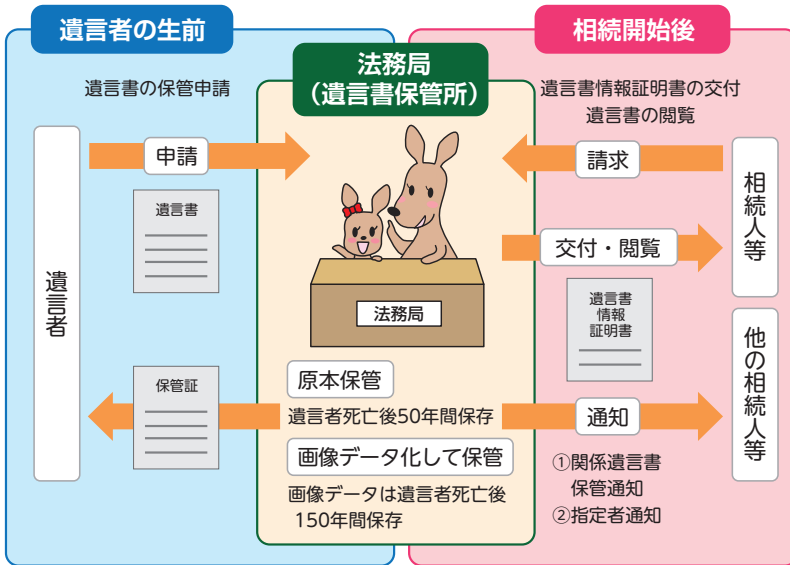 遺言者の生前
遺言書の保管申請
申請
遺言書
遺言者
保管証
法務局
（遺言書保管所）
法務局
原本保管
遺言者死亡後50年間保存
画像データ化して保管
画像データは遺言者死亡後
150年間保存
相続開始後
遺言書情報証明書の交付
遺言書の閲覧
請求
相続人等
交付・閲覧
遺言書
情報
証明書
他の相続人等
通知
①関係遺言書
保管通知
②指定者通知